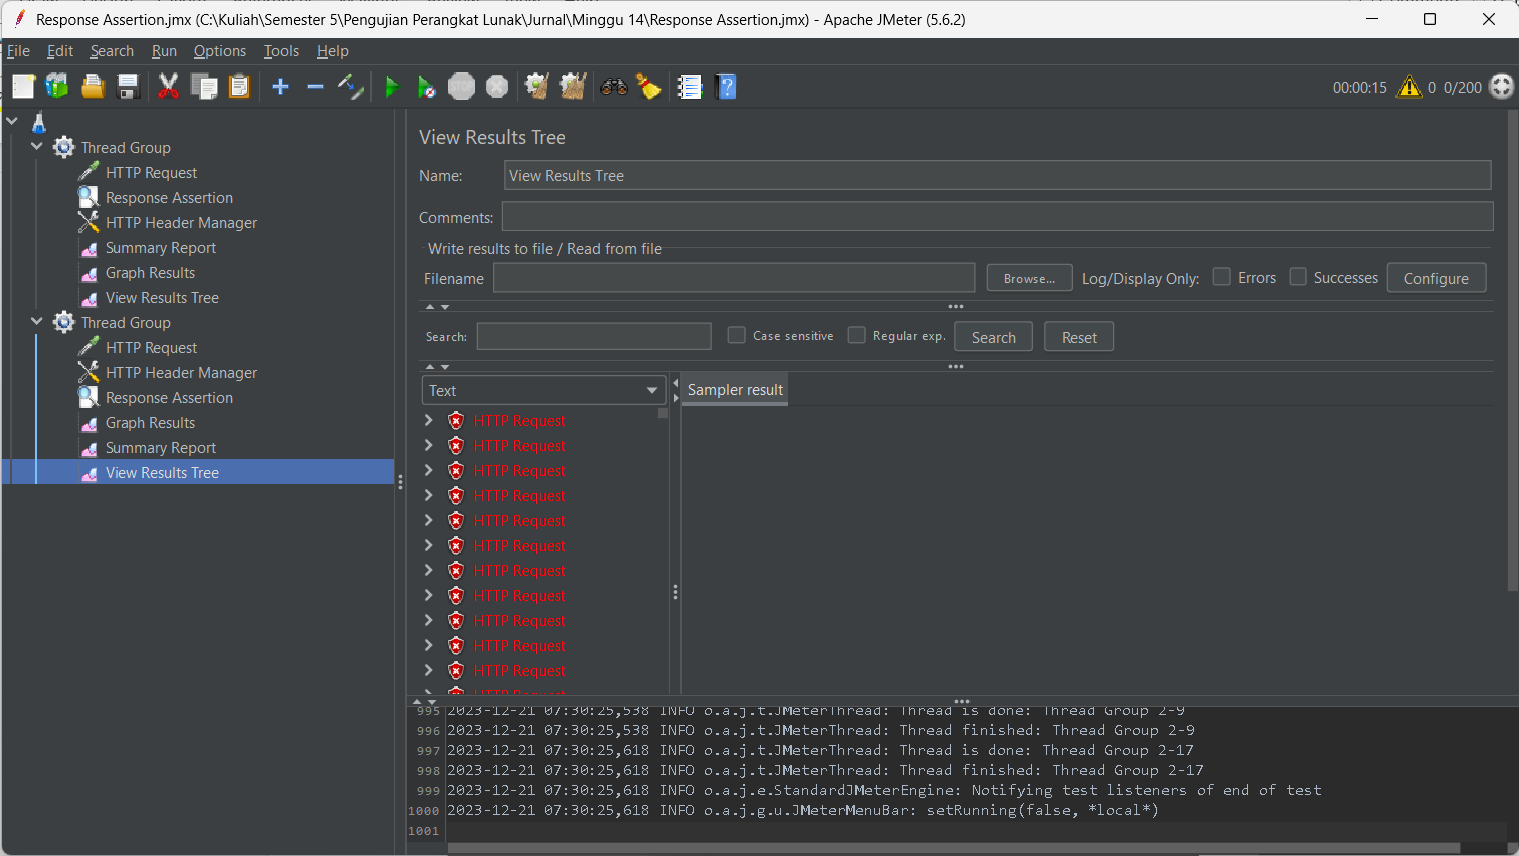 Response Assertion.jmx (C:\Kuliah\Semester 5\Pengujian Perangkat Lunak\Jurnal\Minggu 14\Response Assertion.jmx) - Apache JMeter (5.6.2)
File Edit Search Run Options Tools Help
STOP 00:00:15 0 0/200
Thread Group
HTTP Request
Response Assertion
HTTP Header Manager
Summary Report
Graph Results
View Results Tree
Thread Group
HTTP Request
HTTP Header Manager
Response Assertion
Graph Results
Summary Report
View Results Tree
View Results Tree
Name: View Results Tree
Comments:
Write results to file / Read from file
Filename Browse... Log/Display Only: Errors Successes Configure
Search: Case sensitive Regular exp. Search Reset
Text Sampler result
HTTP Request
HTTP Request
HTTP Request
HTTP Request
HTTP Request
HTTP Request
HTTP Request
HTTP Request
HTTP Request
HTTP Request
HTTP Request
HTTP Request
995 2023-12-21 07:30:25,538 INFO o.a.j.t.JMeterThread: Thread is done: Thread Group 2-9
996 2023-12-21 07:30:25,538 INFO o.a.j.t.JMeterThread: Thread finished: Thread Group 2-9
997 2023-12-21 07:30:25,618 INFO o.a.j.t.JMeterThread: Thread is done: Thread Group 2-17
998 2023-12-21 07:30:25,618 INFO o.a.j.t.JMeterThread: Thread finished: Thread Group 2-17
999 2023-12-21 07:30:25,618 INFO o.a.j.e.StandardJMeterEngine: Notifying test listeners of end of test
1000 2023-12-21 07:30:25,618 INFO o.a.j.g.u.JMeterMenuBar: setRunning(false, *local*)
1001